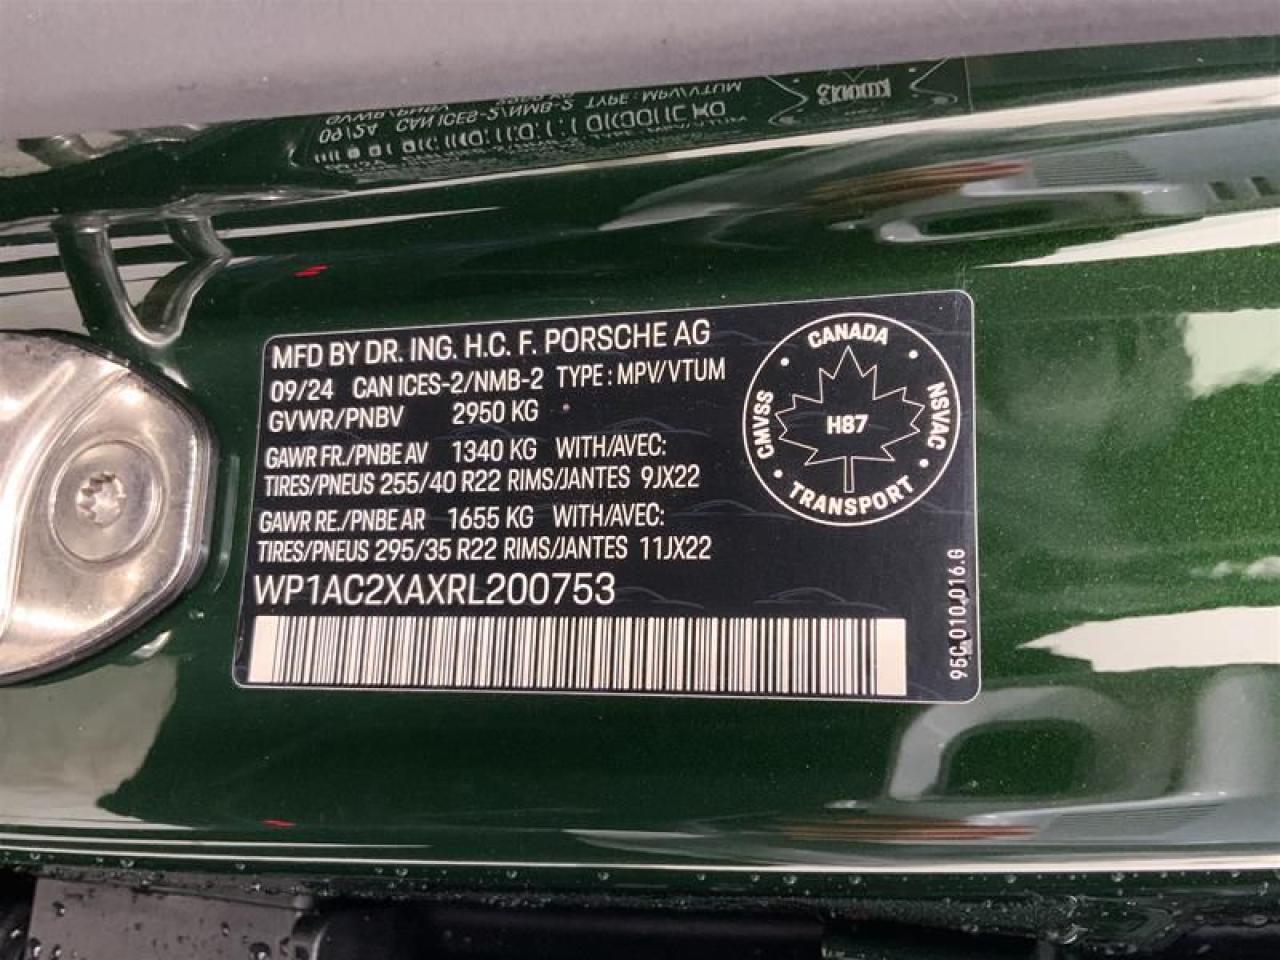 MFD BY DR. ING. H.C. F. PORSCHE AG
09/24 CAN ICES-2/NMB-2 TYPE : MPV/VTUM
GVWR/PNBV 2950 KG
GAWR FR./PNBE AV 1340 KG WITH/AVEC:
TIRES/PNEUS 255/40 R22 RIMS/JANTES 9JX22
GAWR RE./PNBE AR 1655 KG WITH/AVEC:
TIRES/PNEUS 295/35 R22 RIMS/JANTES 11JX22
WP1AC2XAXRL200753
CANADA
CMVSS
NSVAC
H87
TRANSPORT
95C.010.016.G